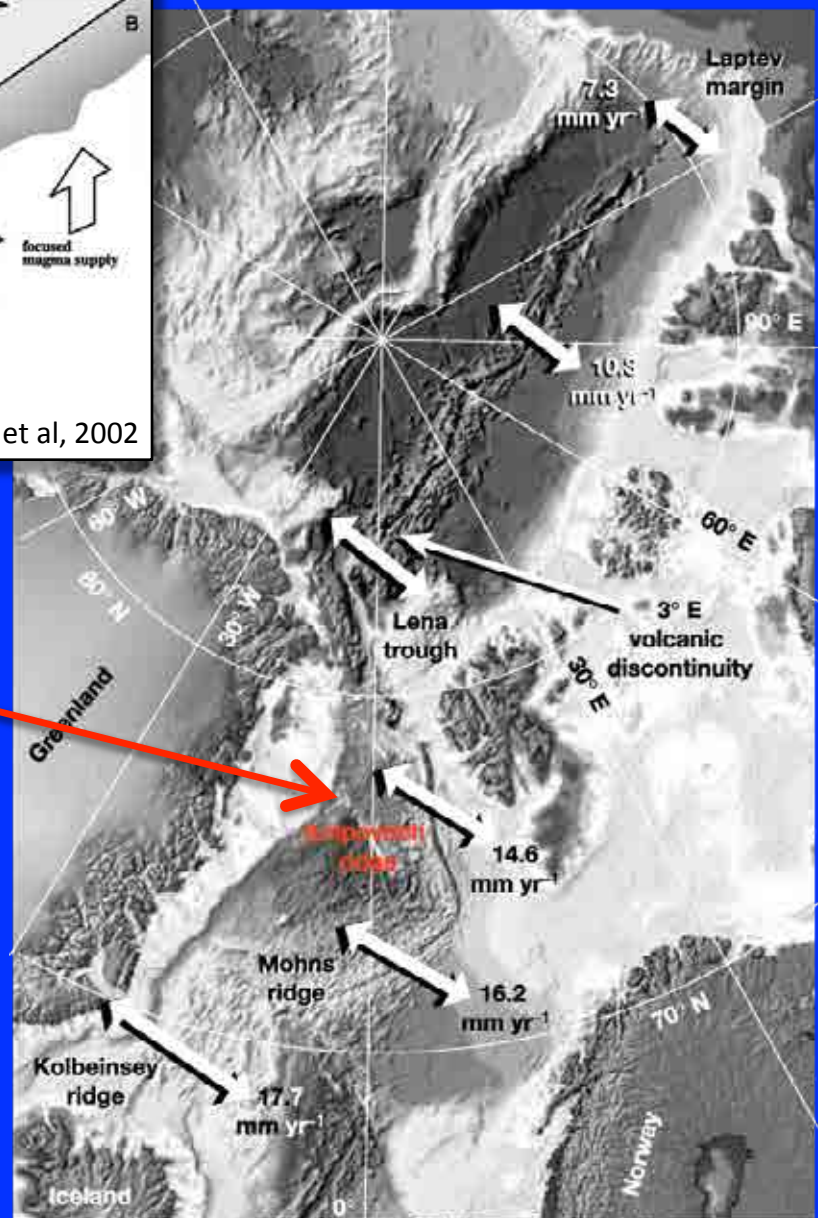 B
focused
magma supply
et al, 2002
Laptev
margin
7.3
mm yr⁻¹
90° E
10.3
mm yr⁻¹
60° W
60° E
80° N
30° W
3° E
volcanic
discontinuity
Lena
trough
30° E
Greenland
ridge
14.6
mm yr⁻¹
Mohns
ridge
16.2
mm yr⁻¹
70° N
Kolbeinsey
ridge
17.7
mm yr⁻¹
Norway
Iceland
0°